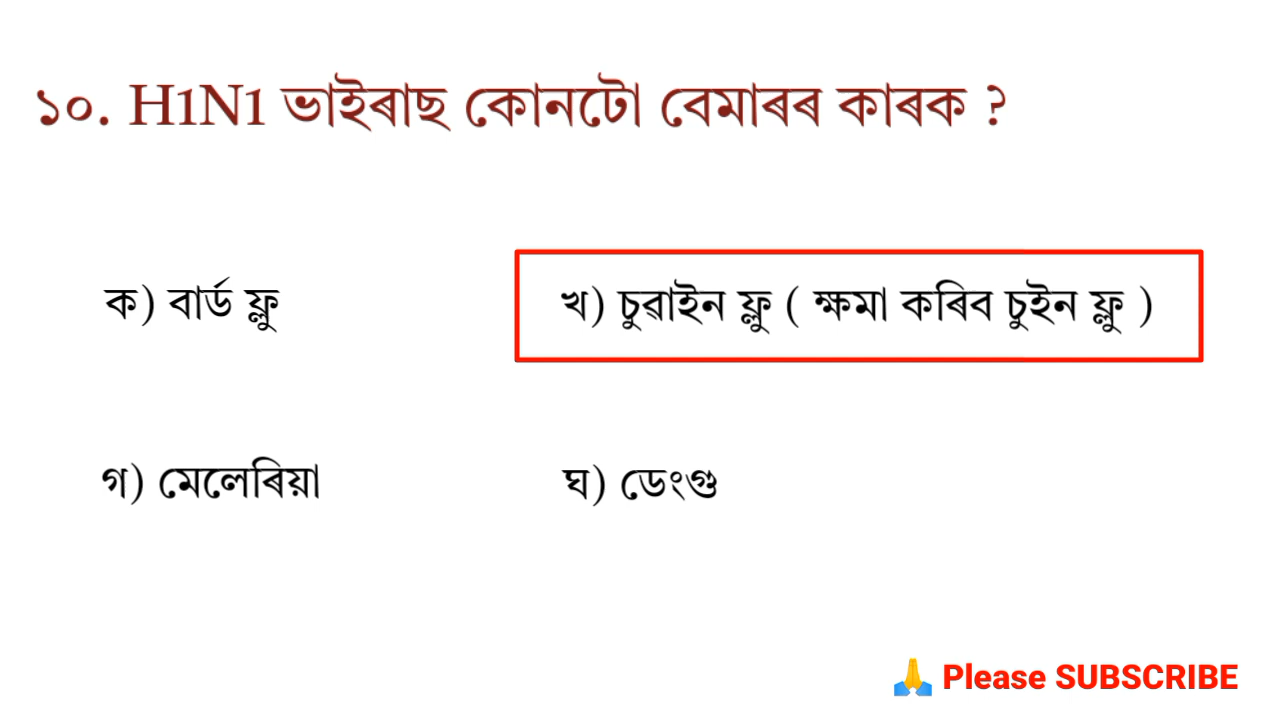 ১০. H1N1 ভাইৰাছ কোনটো বেমাৰৰ কাৰক ?
ক) বাৰ্ড ফ্লু
খ) চুৱাইন ফ্লু ( ক্ষমা কৰিব চুইন ফ্লু )
গ) মেলেৰিয়া
ঘ) ডেংগু
🙏 Please SUBSCRIBE